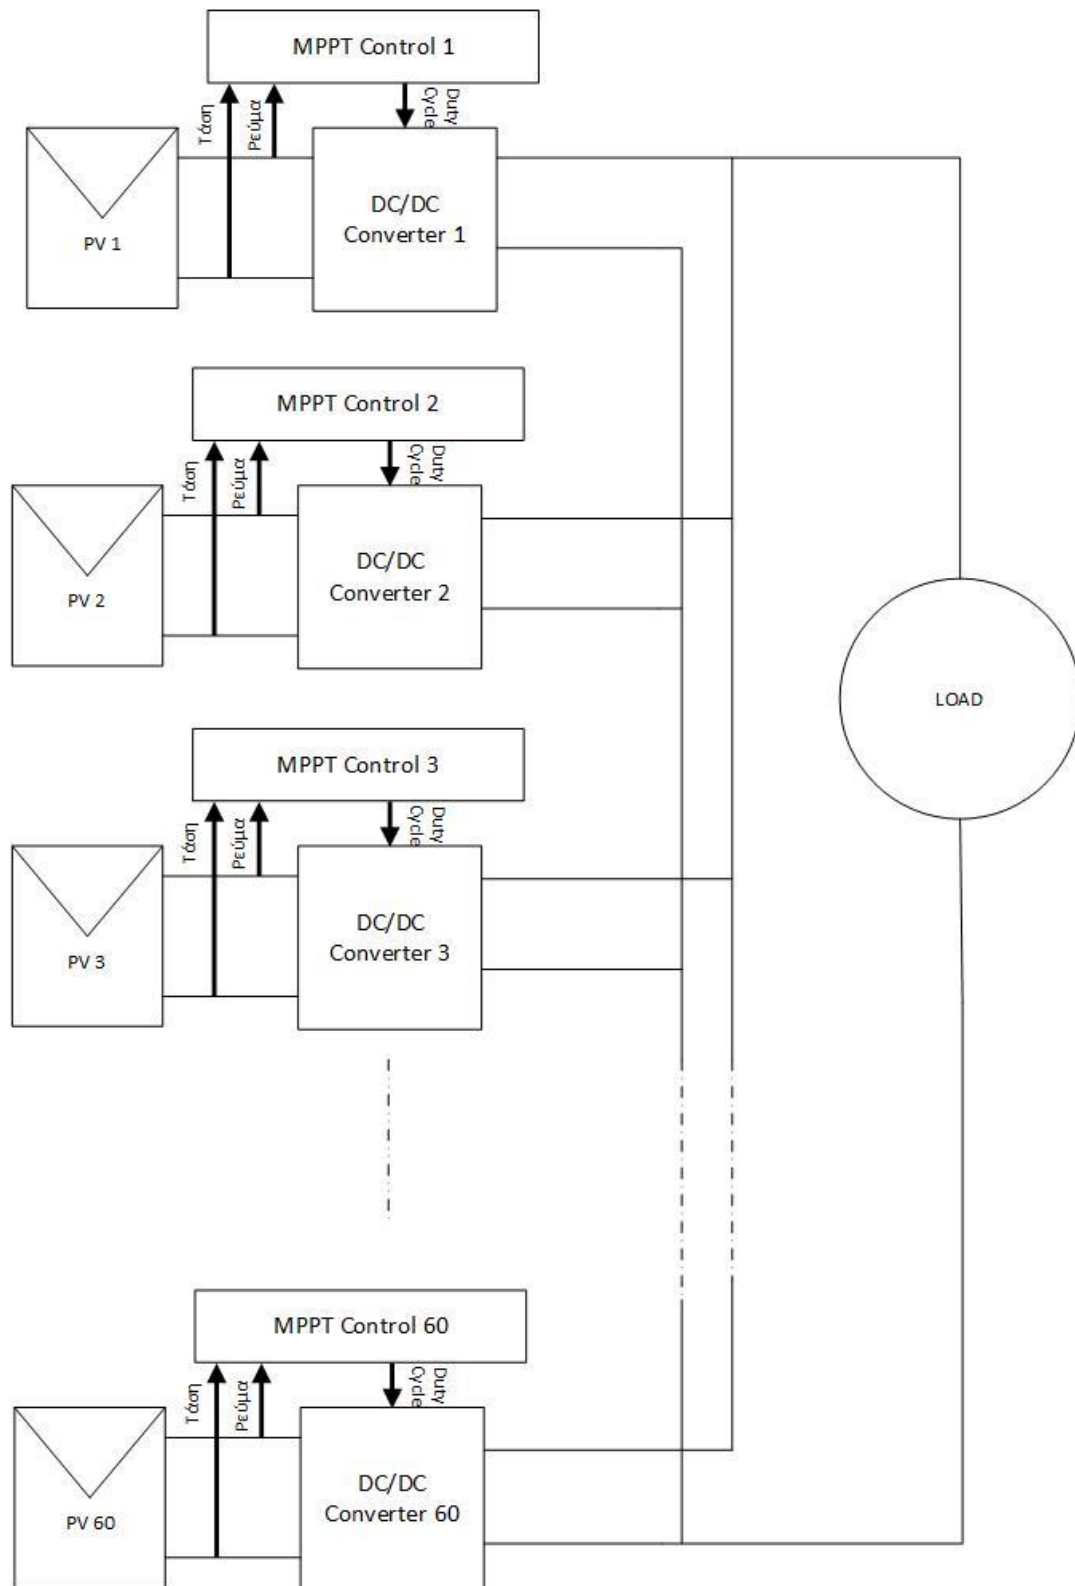 MPPT Control 1
Τάση
Ρεύμα
Duty
Cycle
PV 1
DC/DC
Converter 1
MPPT Control 2
Τάση
Ρεύμα
Duty
Cycle
PV 2
DC/DC
Converter 2
LOAD
MPPT Control 3
Τάση
Ρεύμα
Duty
Cycle
PV 3
DC/DC
Converter 3
MPPT Control 60
Τάση
Ρεύμα
Duty
Cycle
PV 60
DC/DC
Converter 60